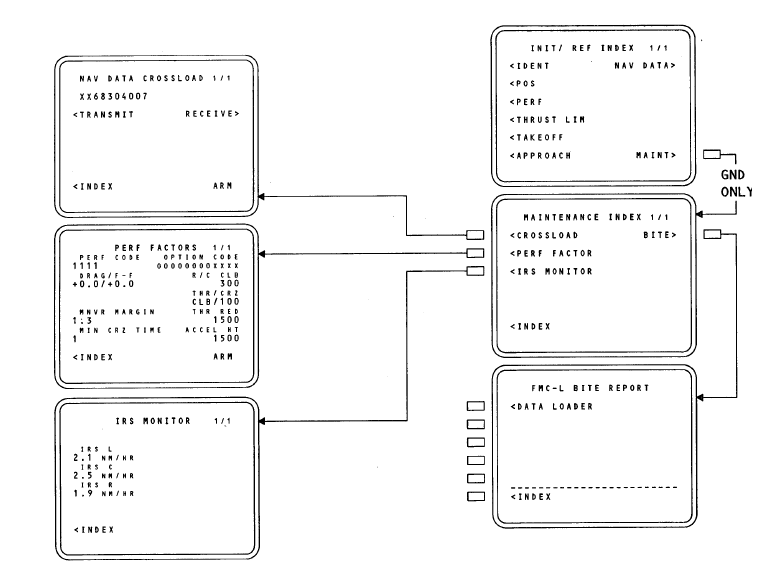 NAV DATA CROSSLOAD 1/1
XX68304007
<TRANSMIT RECEIVE>
<INDEX ARM
PERF FACTORS 1/1
PERF CODE OPTION CODE
1111 00000000XXXX
DRAG/F-F R/C CLB
+0.0/+0.0 300
THR/CRZ
CLB/100
MNVR MARGIN THR RED
1.3 1500
MIN CRZ TIME ACCEL HT
1 1500
<INDEX ARM
IRS MONITOR 1/1
IRS L
2.1 NM/HR
IRS C
2.5 NM/HR
IRS R
1.9 NM/HR
<INDEX
INIT/ REF INDEX 1/1
<IDENT NAV DATA>
<POS
<PERF
<THRUST LIM
<TAKEOFF
<APPROACH MAINT>
GND
ONLY
MAINTENANCE INDEX 1/1
<CROSSLOAD BITE>
<PERF FACTOR
<IRS MONITOR
<INDEX
FMC-L BITE REPORT
<DATA LOADER
<INDEX